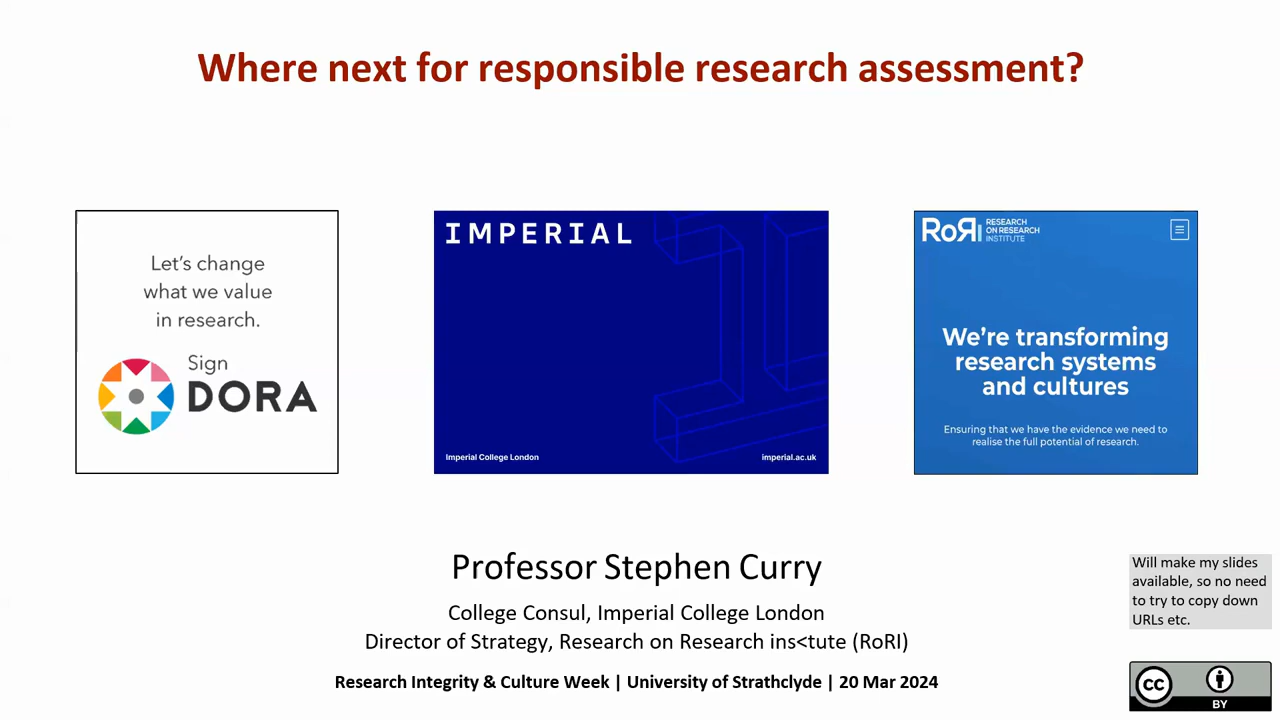 Where next for responsible research assessment?
Let's change
what we value
in research.
Sign
DORA
IMPERIAL
Imperial College London
imperial.ac.uk
RoRI
RESEARCH
ON RESEARCH
INSTITUTE
We're transforming
research systems
and cultures
Ensuring that we have the evidence we need to
realise the full potential of research.
Professor Stephen Curry
College Consul, Imperial College London
Director of Strategy, Research on Research ins<tute (RoRI)
Research Integrity & Culture Week | University of Strathclyde | 20 Mar 2024
Will make my slides
available, so no need
to try to copy down
URLs etc.
cc
BY